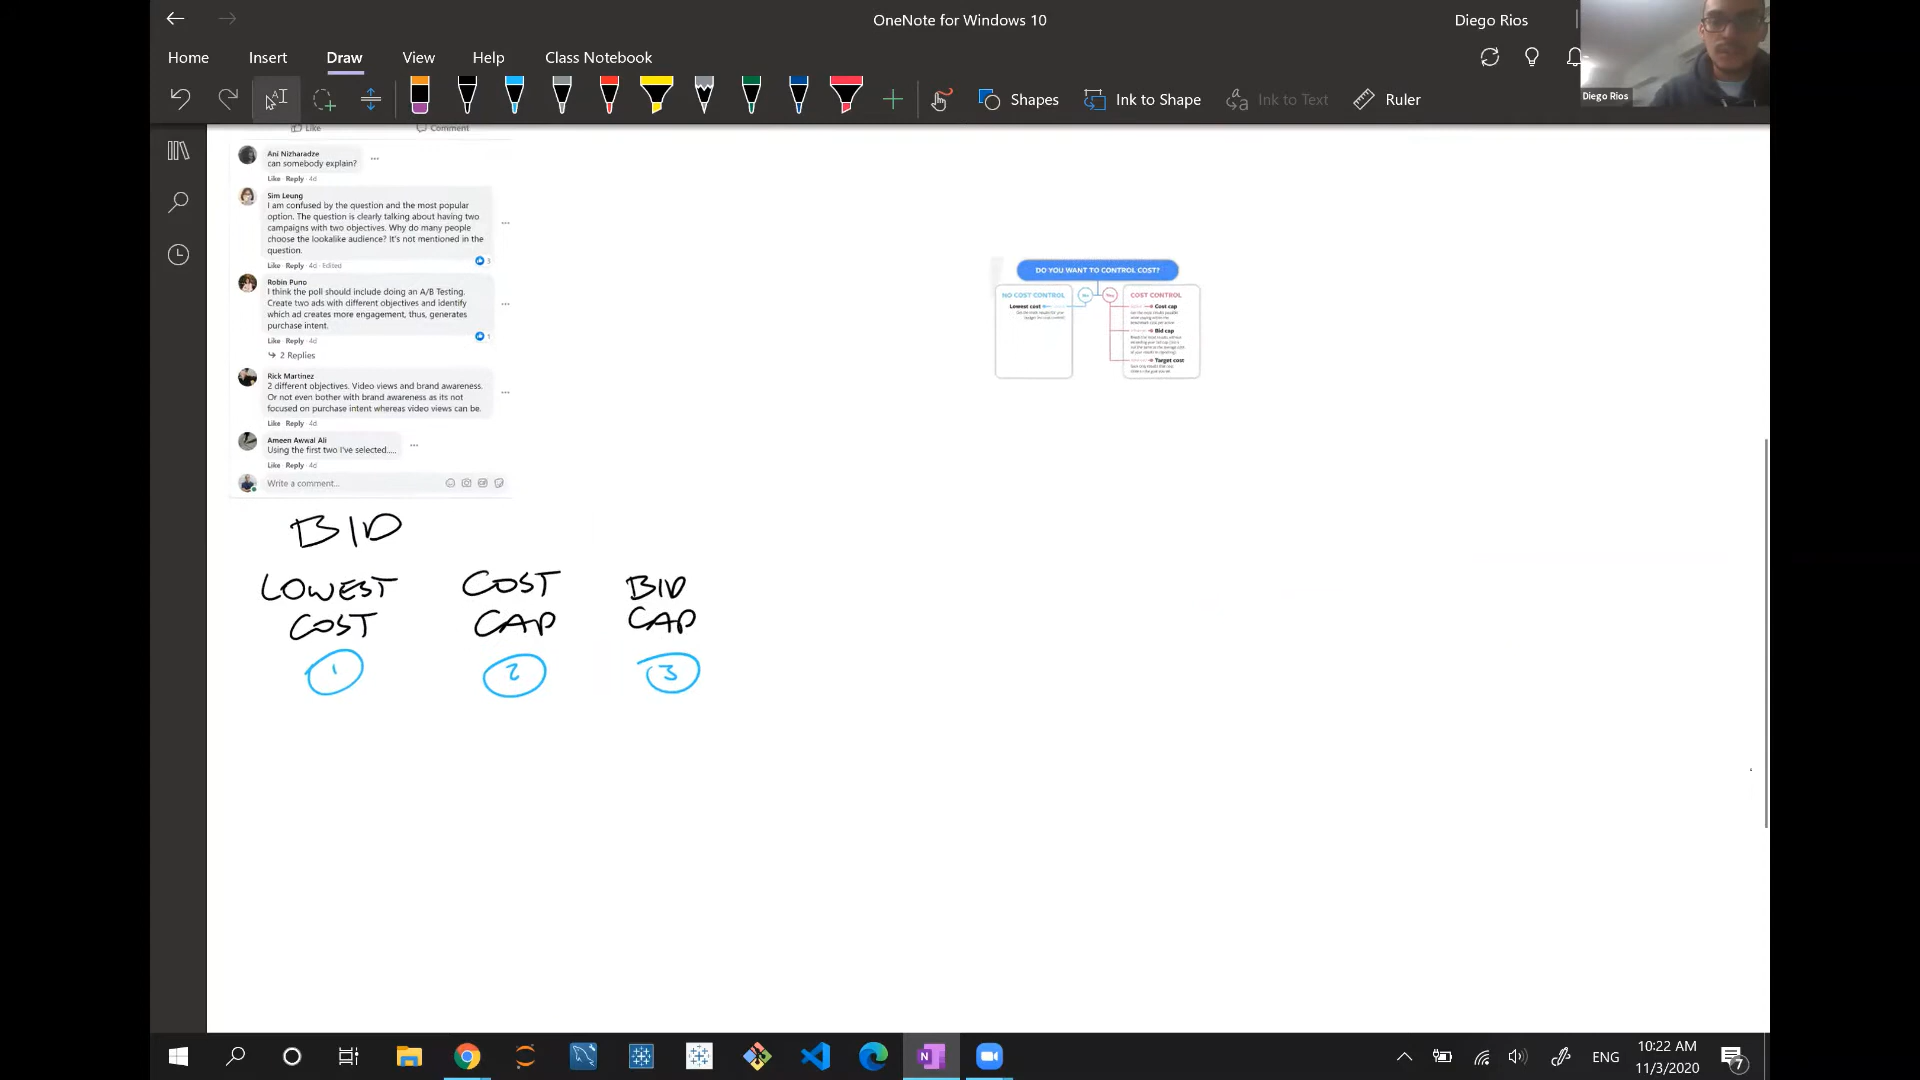 OneNote for Windows 10
Diego Rios
Home Insert Draw View Help Class Notebook
Shapes Ink to Shape Ink to Text Ruler
Diego Rios
Like Comment
Ani Nizharadze
can somebody explain?
Like Reply 4d
Sim Leung
I am confused by the question and the most popular
option. The question is clearly talking about having two
campaigns with two objectives. Why do many people
choose the lookalike audience? It's not mentioned in the
question.
Like Reply 4d · Edited
3
Robin Puno
I think the poll should include doing an A/B Testing.
Create two ads with different objectives and identify
which ad creates more engagement, thus, generates
purchase intent.
Like Reply 4d
1
2 Replies
Rick Martinez
2 different objectives. Video views and brand awareness.
Or not even bother with brand awareness as its not
focused on purchase intent whereas video views can be.
Like Reply 4d
Ameen Awwal Ali
Using the first two I've selected.....
Like Reply 4d
Write a comment...
DO YOU WANT TO CONTROL COST?
NO COST CONTROL No Yes COST CONTROL
Lowest cost
Cost cap
Bid cap
Target cost
BID
LOWEST COST
COST CAP
BID CAP
1 2 3
ENG
10:22 AM
11/3/2020
7